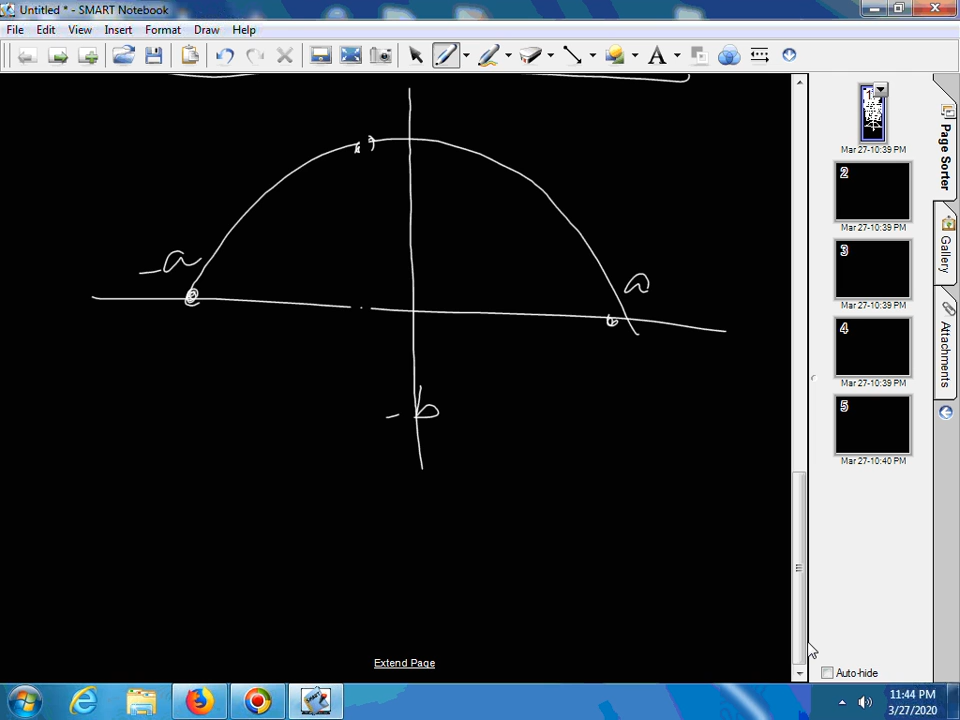 Untitled * - SMART Notebook
File Edit View Insert Format Draw Help
-a
a
-b
Extend Page
1
Mar 27-10:39 PM
2
Mar 27-10:39 PM
3
Mar 27-10:39 PM
4
Mar 27-10:39 PM
5
Mar 27-10:40 PM
Page Sorter
Gallery
Attachments
Auto-hide
11:44 PM
3/27/2020